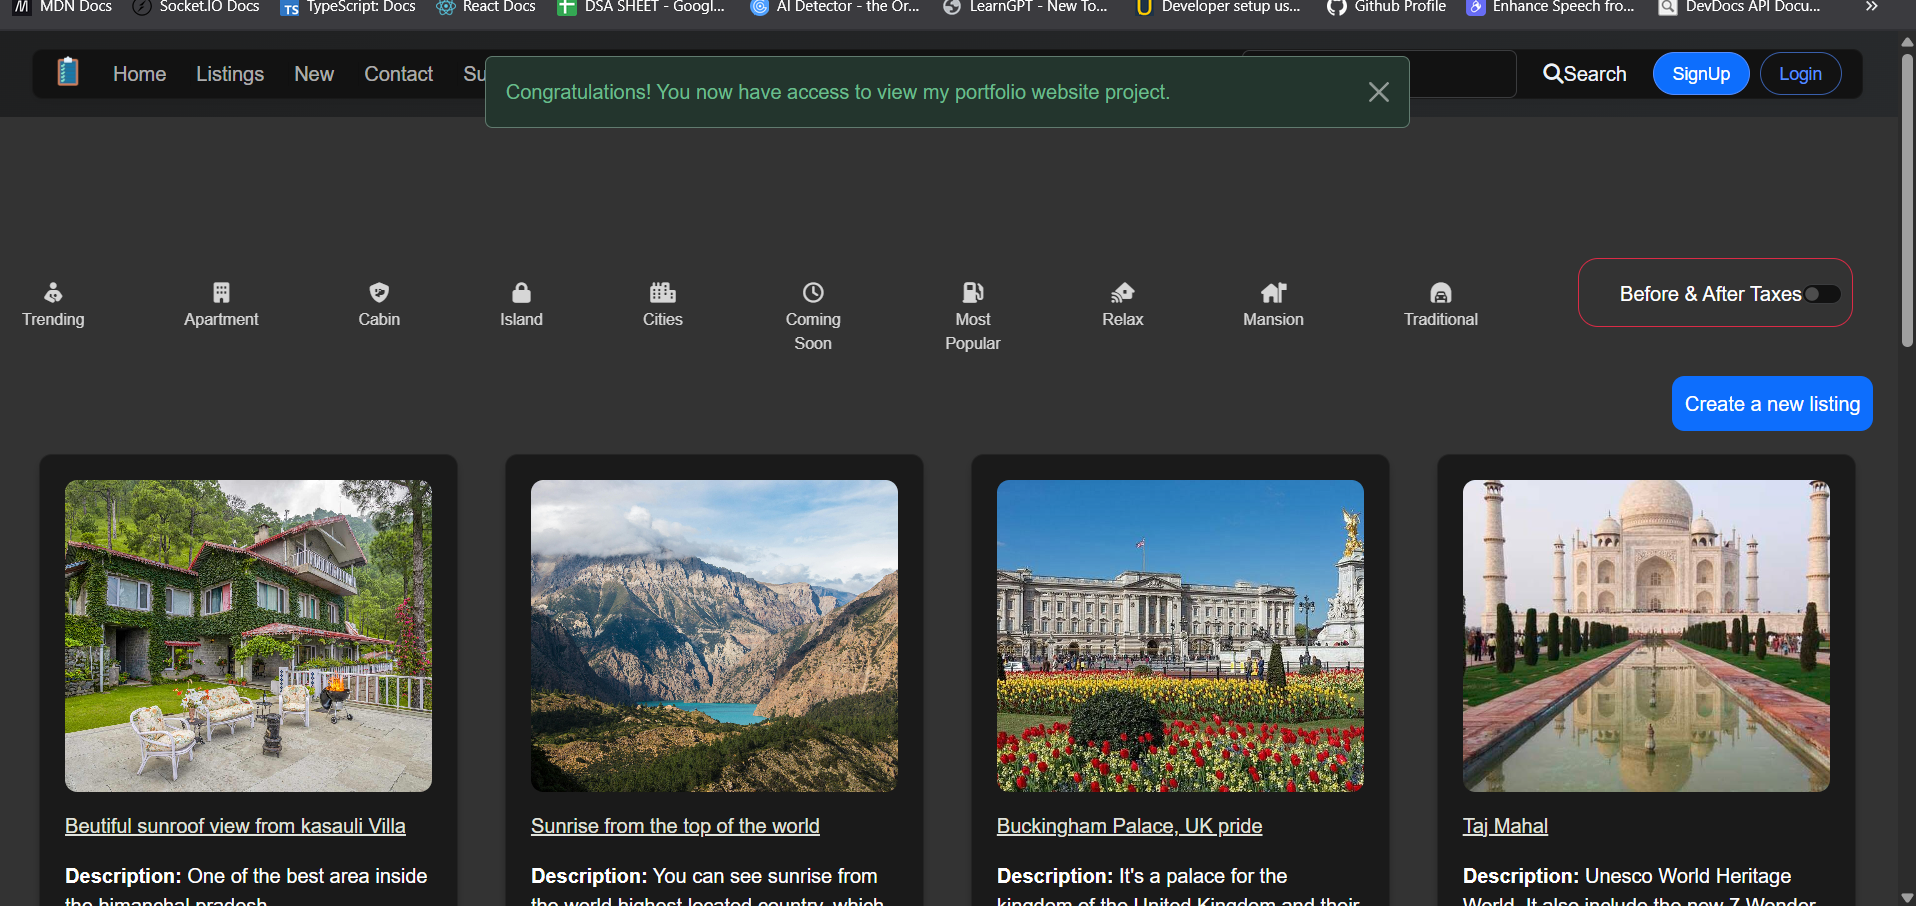 MDN Docs
Socket.IO Docs
TypeScript: Docs
React Docs
DSA SHEET - Googl...
AI Detector - the Or...
LearnGPT - New To...
Developer setup us...
Github Profile
Enhance Speech fro...
DevDocs API Docu...
Home
Listings
New
Contact
Su
Congratulations! You now have access to view my portfolio website project.
Search
SignUp
Login
Trending
Apartment
Cabin
Island
Cities
Coming
Soon
Most
Popular
Relax
Mansion
Traditional
Before & After Taxes
Create a new listing
Beutiful sunroof view from kasauli Villa
Description: One of the best area inside
the himanchal pradesh
Sunrise from the top of the world
Description: You can see sunrise from
the world highest located country, which
Buckingham Palace, UK pride
Description: It's a palace for the
kingdom of the United Kingdom and their
Taj Mahal
Description: Unesco World Heritage
World. It also include the new 7 Wonder